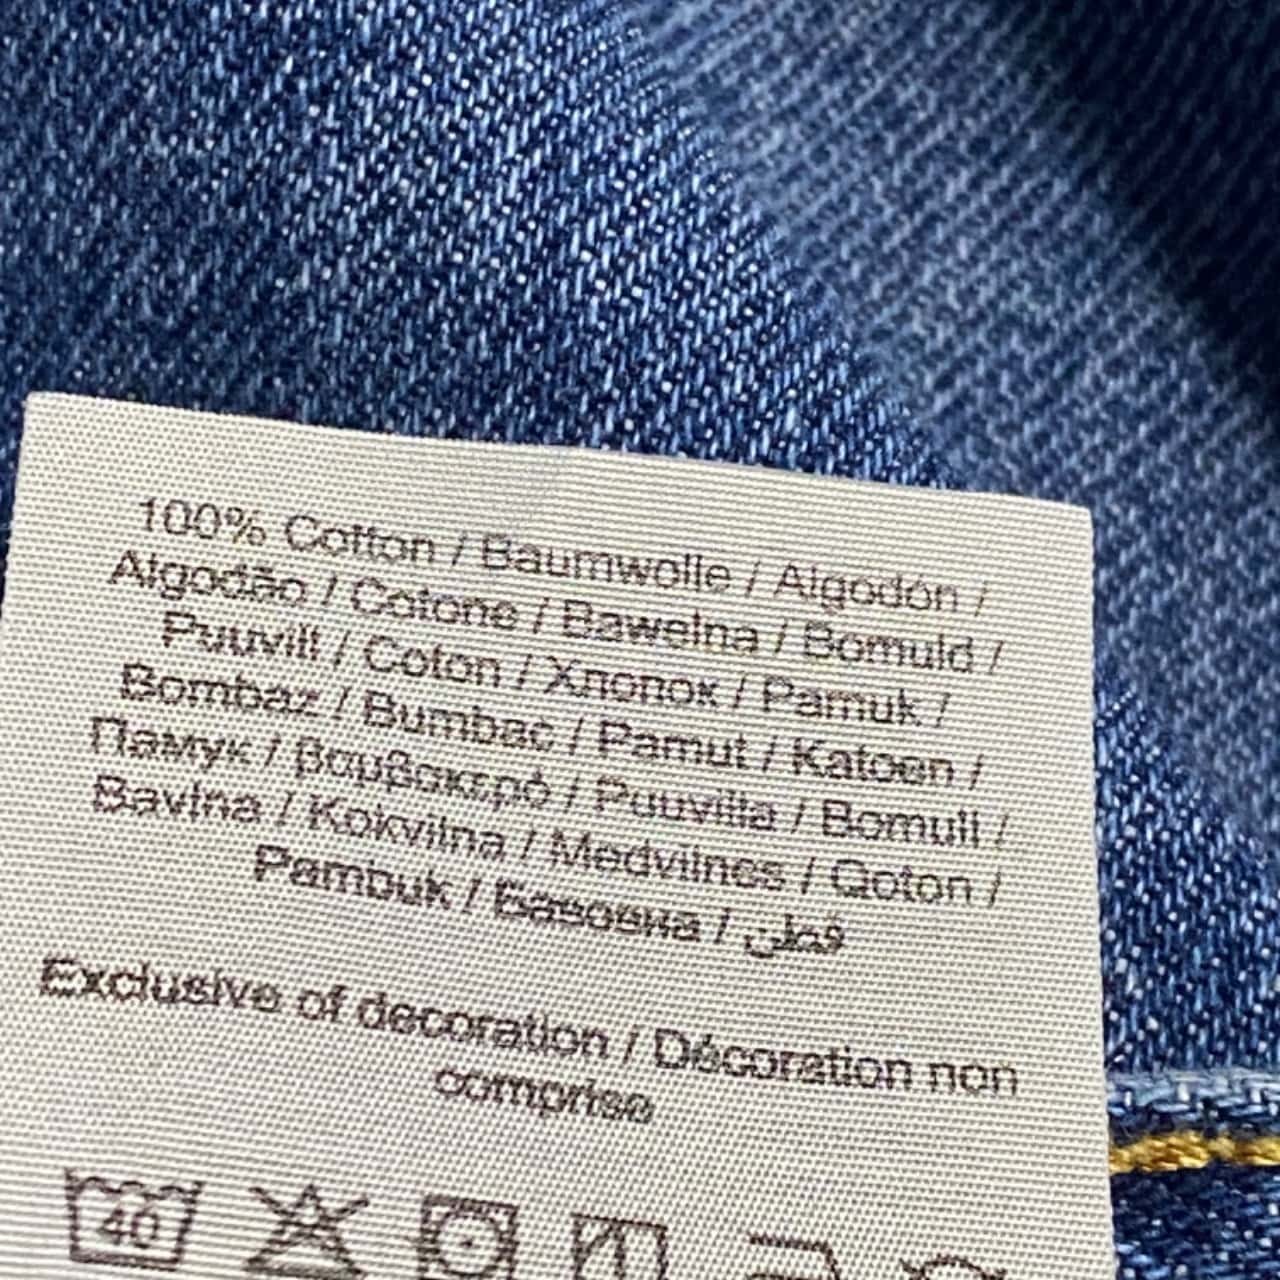 100% Cotton / Baumwolle / Algodón /
Algodão / Cotone / Bawełna / Bomuld /
Puuvill / Coton / Хлопок / Pamuk /
Bombaž / Bumbac / Pamut / Katoen /
Памук / βαμβακερό / Puuvilla / Bomull /
Bavlna / Kokvilna / Medvilnės / Qoton /
Pambuk / Бавовна / قطن
Exclusive of decoration / Décoration non
comprise
40